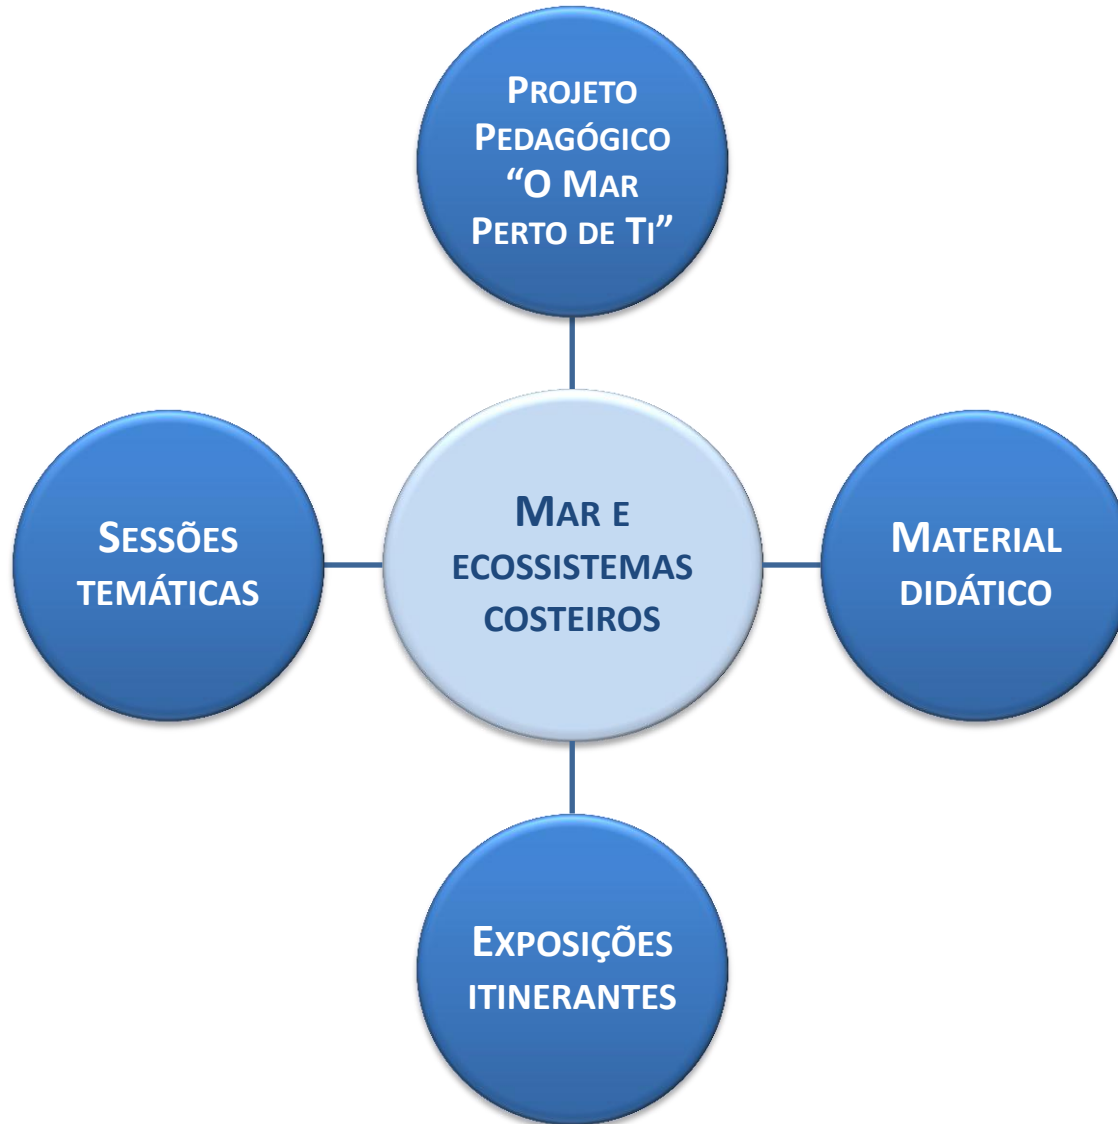 Projeto
Pedagógico
“O Mar
Perto de Ti”
Sessões
temáticas
Mar e
ecossistemas
costeiros
Material
didático
Exposições
itinerantes